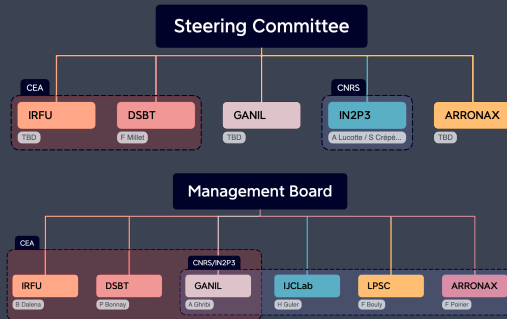 Steering Committee
CEA
CNRS
IRFU
DSBT
GANIL
IN2P3
ARRONAX
TBD
F Millet
TBD
A Lucotte / S Crépé...
TBD
Management Board
CEA
CNRS/IN2P3
IRFU
DSBT
GANIL
IJCLab
LPSC
ARRONAX
B Dalena
P Bonnay
A Ghribi
H Guler
F Bouly
F Poirier